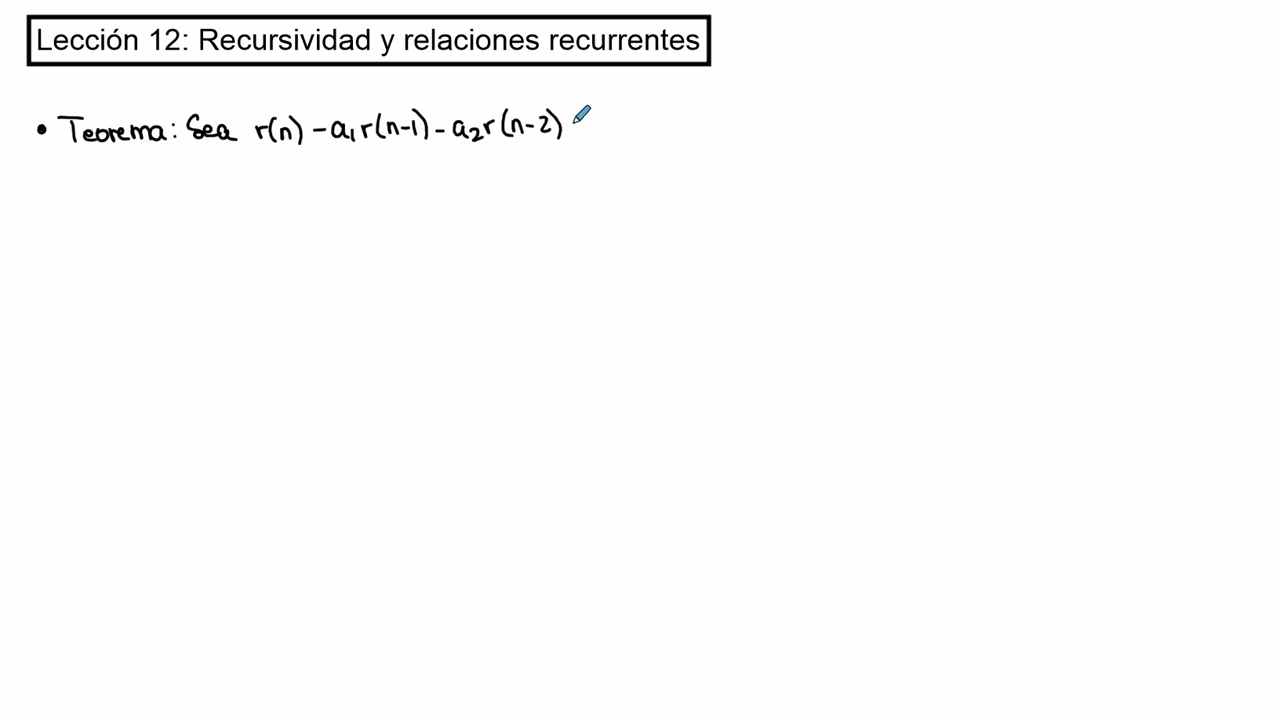 Lección 12: Recursividad y relaciones recurrentes
• Teorema: Sea r(n) - a₁r(n-1) - a₂r(n-2)